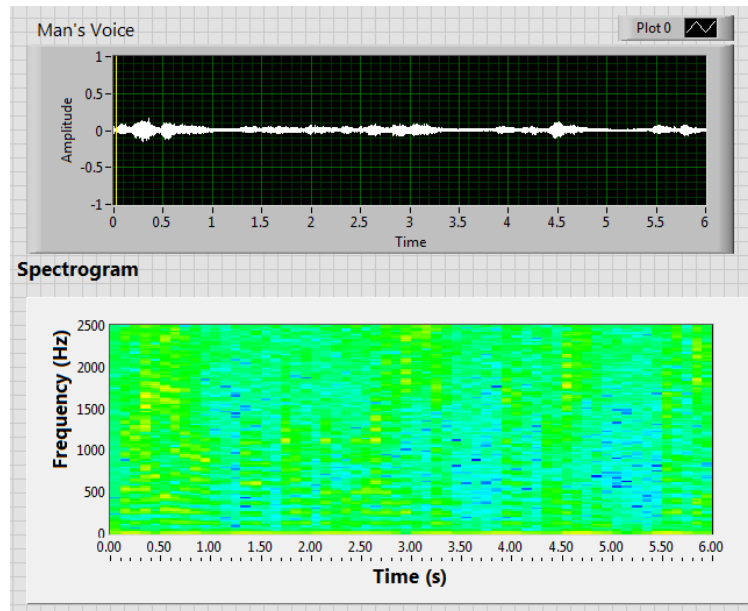 Man's Voice
Plot 0
Amplitude
1
0.5
0
-0.5
-1
0 0.5 1 1.5 2 2.5 3 3.5 4 4.5 5 5.5 6
Time
Spectrogram
Frequency (Hz)
2500
2000
1500
1000
500
0
0.00 0.50 1.00 1.50 2.00 2.50 3.00 3.50 4.00 4.50 5.00 5.50 6.00
Time (s)